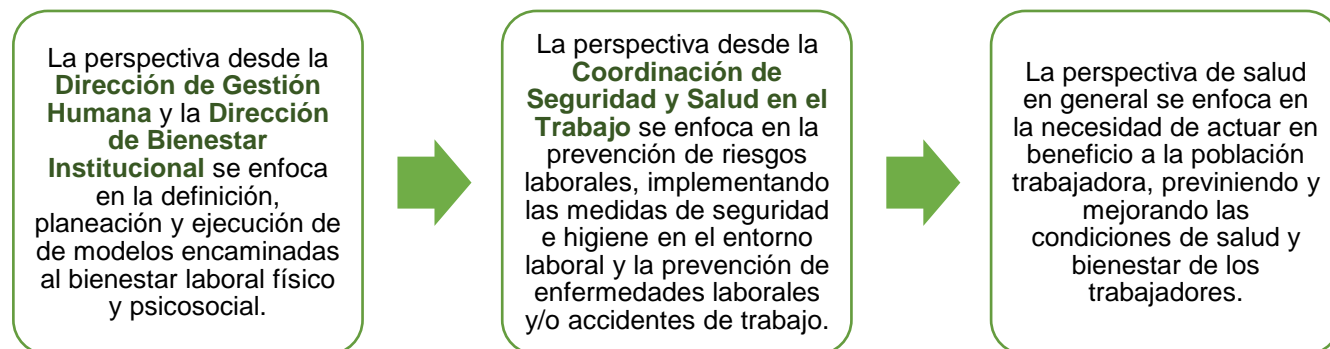 La perspectiva desde la
Dirección de Gestión
Humana y la Dirección
de Bienestar
Institucional se enfoca
en la definición,
planeación y ejecución de
de modelos encaminadas
al bienestar laboral físico
y psicosocial.
La perspectiva desde la
Coordinación de
Seguridad y Salud en el
Trabajo se enfoca en la
prevención de riesgos
laborales, implementando
las medidas de seguridad
e higiene en el entorno
laboral y la prevención de
enfermedades laborales
y/o accidentes de trabajo.
La perspectiva de salud
en general se enfoca en
la necesidad de actuar en
beneficio a la población
trabajadora, previniendo y
mejorando las
condiciones de salud y
bienestar de los
trabajadores.